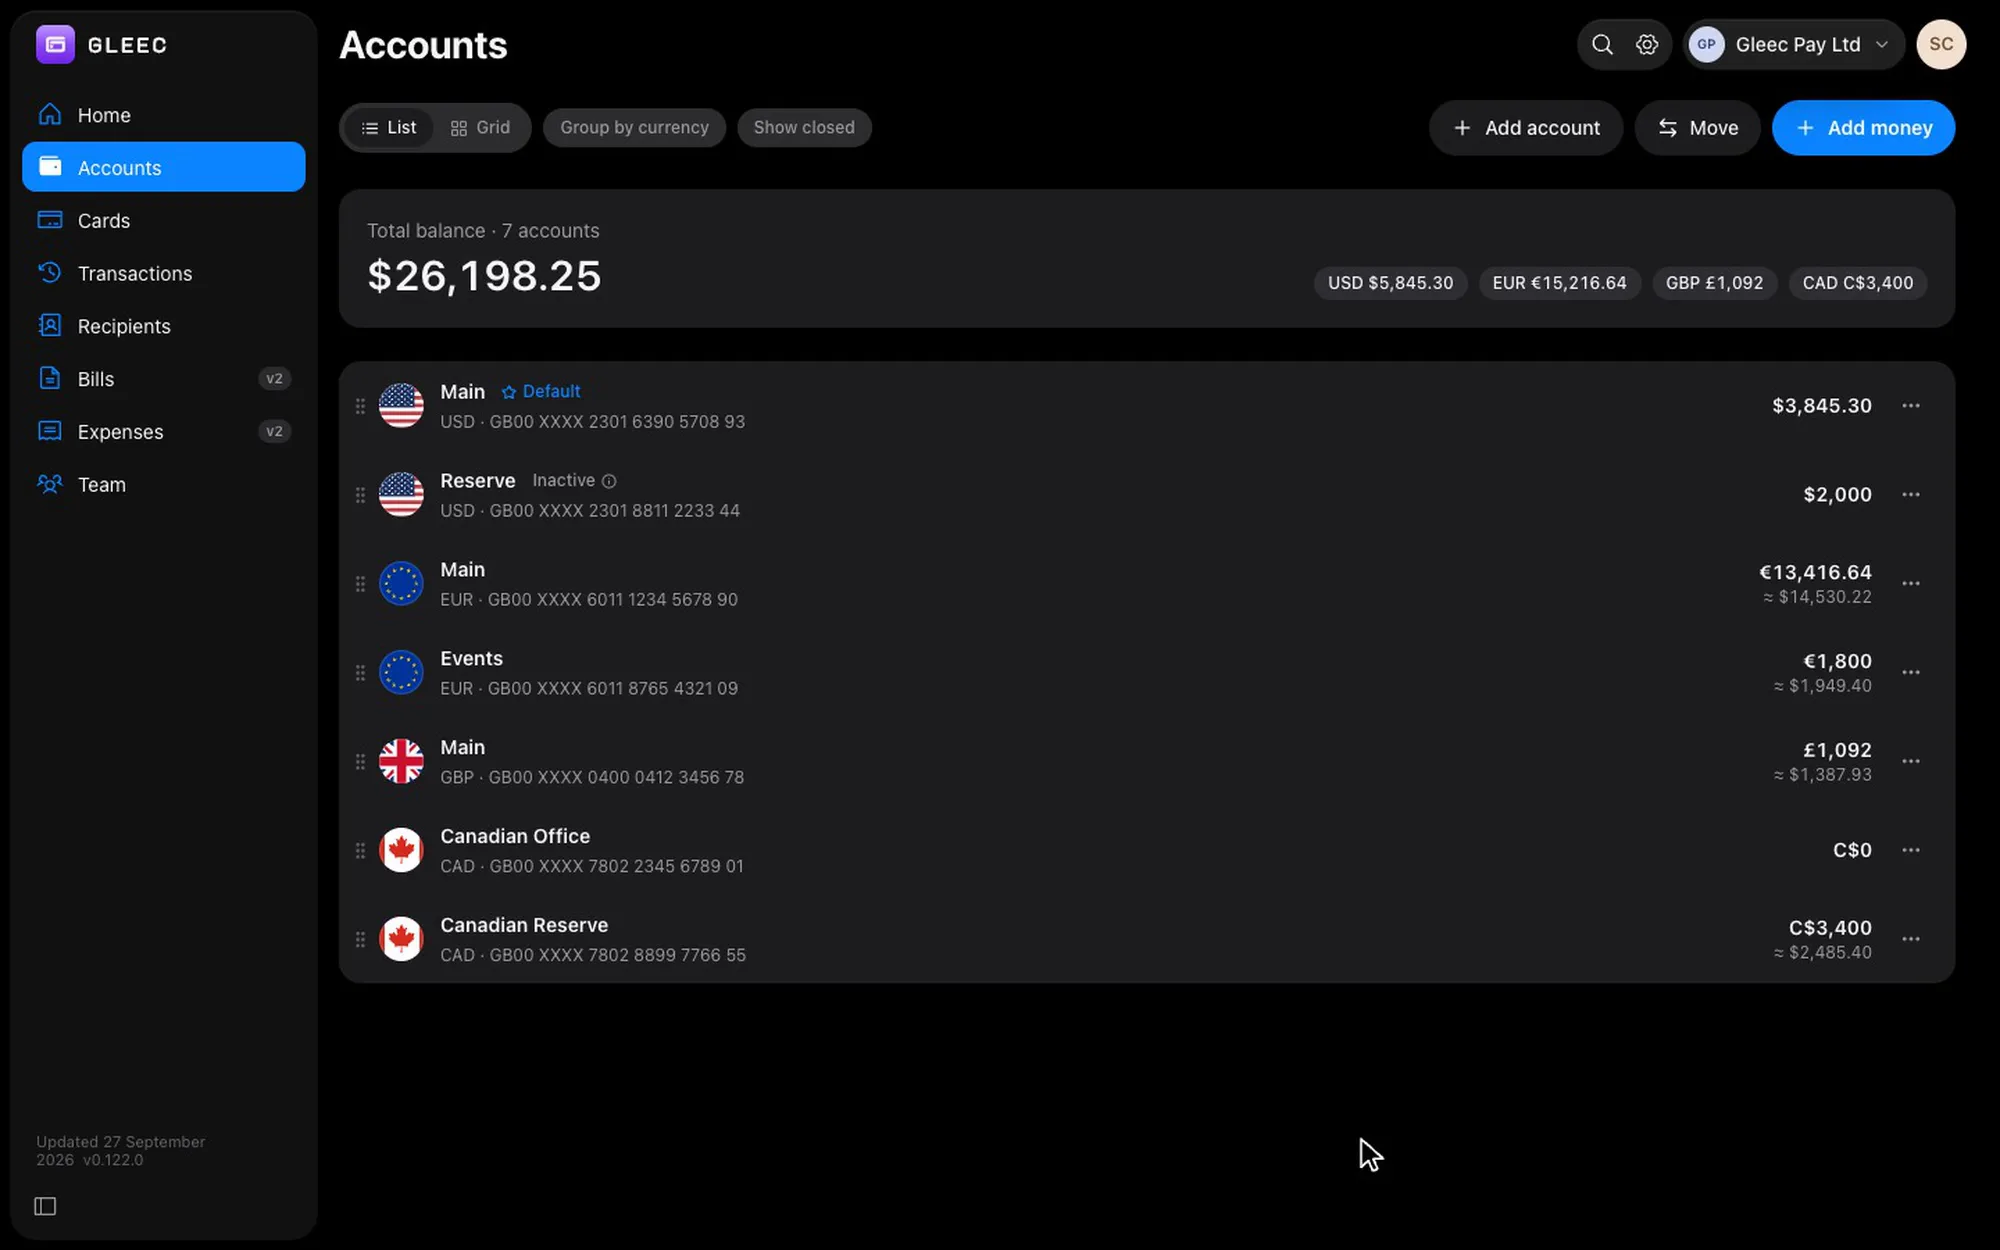 GLEEC
Home
Accounts
Cards
Transactions
Recipients
Bills v2
Expenses v2
Team
Updated 27 September
2026 v0.122.0
Accounts
GP Gleec Pay Ltd SC
List Grid Group by currency Show closed
Add account Move Add money
Total balance · 7 accounts
$26,198.25
USD $5,845.30 EUR €15,216.64 GBP £1,092 CAD C$3,400
Main Default
USD · GB00 XXXX 2301 6390 5708 93
$3,845.30
Reserve Inactive
USD · GB00 XXXX 2301 8811 2233 44
$2,000
Main
EUR · GB00 XXXX 6011 1234 5678 90
€13,416.64
≈ $14,530.22
Events
EUR · GB00 XXXX 6011 8765 4321 09
€1,800
≈ $1,949.40
Main
GBP · GB00 XXXX 0400 0412 3456 78
£1,092
≈ $1,387.93
Canadian Office
CAD · GB00 XXXX 7802 2345 6789 01
C$0
Canadian Reserve
CAD · GB00 XXXX 7802 8899 7766 55
C$3,400
≈ $2,485.40